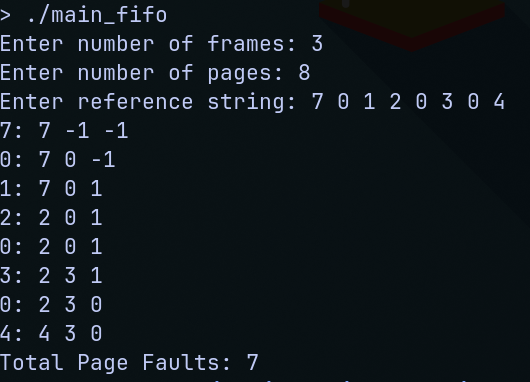 > ./main_fifo
Enter number of frames: 3
Enter number of pages: 8
Enter reference string: 7 0 1 2 0 3 0 4
7: 7 -1 -1
0: 7 0 -1
1: 7 0 1
2: 2 0 1
0: 2 0 1
3: 2 3 1
0: 2 3 0
4: 4 3 0
Total Page Faults: 7